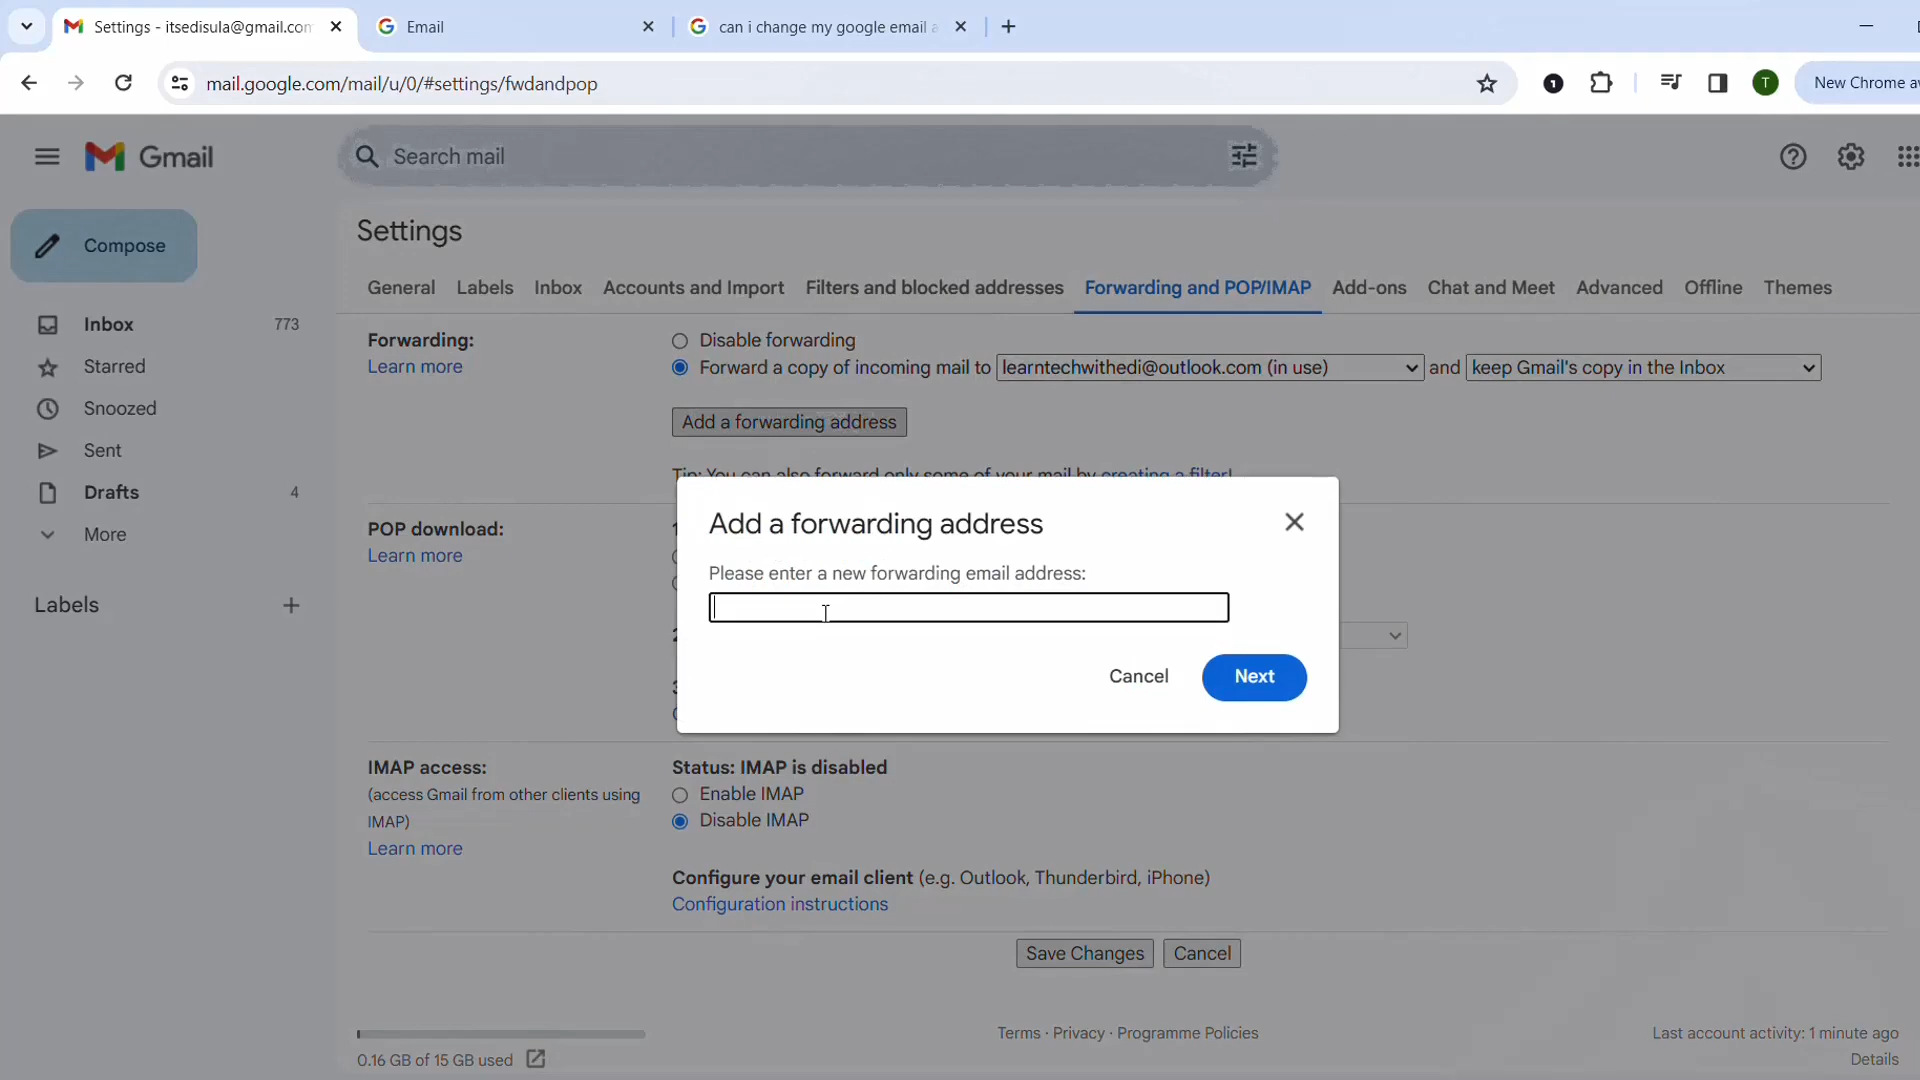 Settings - itsedisula@gmail.com
Email
can i change my google email a
mail.google.com/mail/u/0/#settings/fwdandpop
1
T
New Chrome av
Gmail
Search mail
Compose
Inbox 773
Starred
Snoozed
Sent
Drafts 4
More
Labels
Settings
General Labels Inbox Accounts and Import Filters and blocked addresses Forwarding and POP/IMAP Add-ons Chat and Meet Advanced Offline Themes
Forwarding:
Learn more
Disable forwarding
Forward a copy of incoming mail to learntechwithedi@outlook.com (in use) and keep Gmail's copy in the Inbox
Add a forwarding address
Tip: You can also forward only some of your mail by creating a filter!
POP download:
Learn more
Add a forwarding address
Please enter a new forwarding email address:
Cancel Next
IMAP access:
(access Gmail from other clients using
IMAP)
Learn more
Status: IMAP is disabled
Enable IMAP
Disable IMAP
Configure your email client (e.g. Outlook, Thunderbird, iPhone)
Configuration instructions
Save Changes Cancel
0.16 GB of 15 GB used
Terms · Privacy · Programme Policies
Last account activity: 1 minute ago
Details